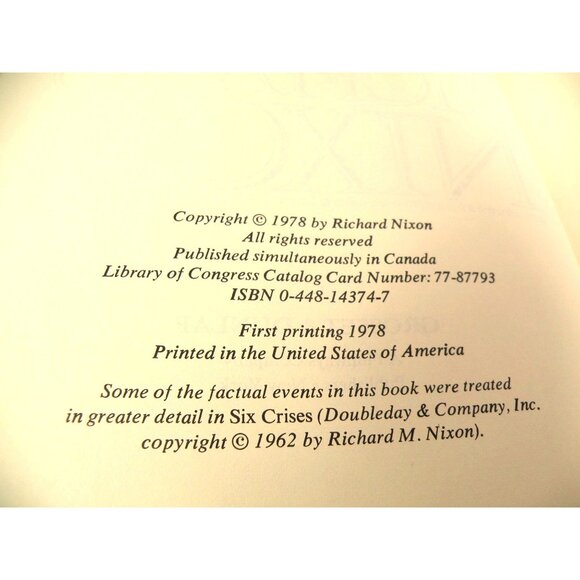 Copyright © 1978 by Richard Nixon
All rights reserved
Published simultaneously in Canada
Library of Congress Catalog Card Number: 77-87793
ISBN 0-448-14374-7
First printing 1978
Printed in the United States of America
Some of the factual events in this book were treated
in greater detail in Six Crises (Doubleday & Company, Inc.
copyright © 1962 by Richard M. Nixon).